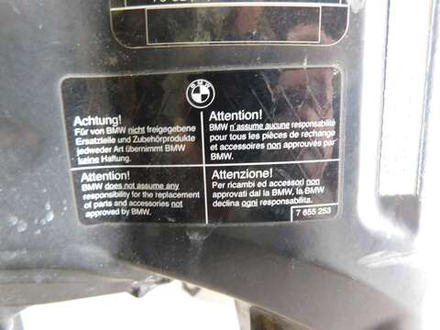 BMW
Achtung!
Für von BMW nicht freigegebene
Ersatzteile und Zubehörprodukte
jedweder Art übernimmt BMW
keine Haftung.
Attention!
BMW n'assume aucune responsabilité
pour tous les pièces de rechange
et accessoires non approuvés par
BMW.
Attention!
BMW does not assume any
responsibility for the replacement
of parts and accessories not
approved by BMW.
Attenzione!
Per ricambi ed accessori non
approvati dal la BMW, la BMW
declina ogni responsabilita.
7 655 253